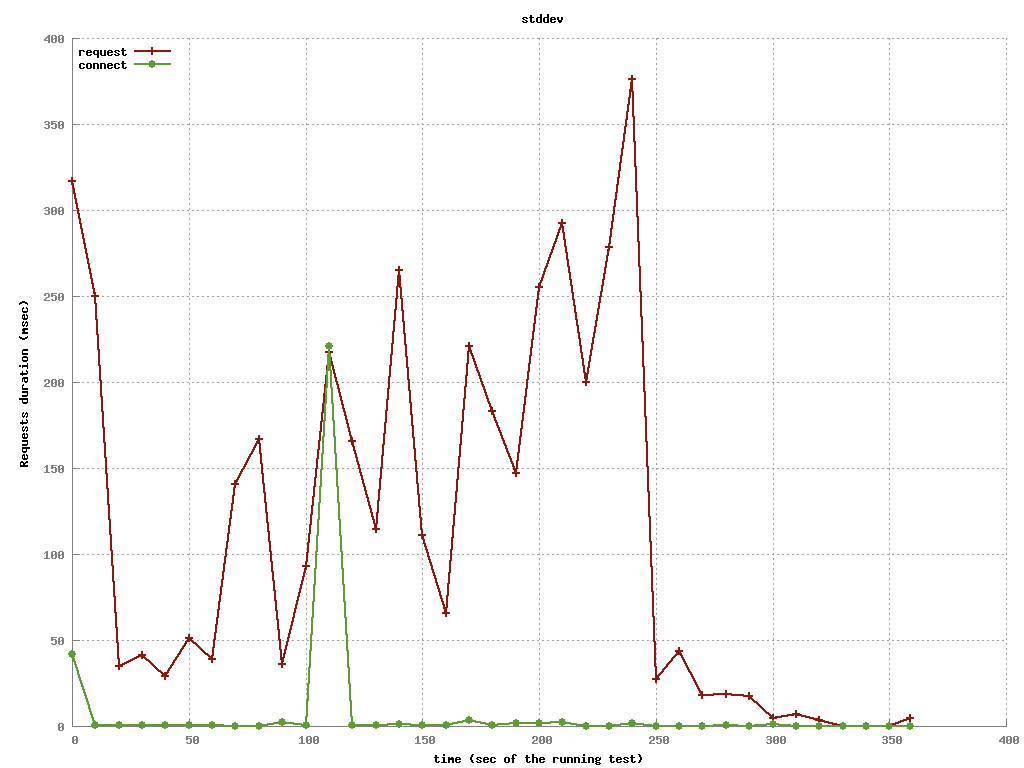 stddev
400
350
300
250
200
150
100
50
0
request
connect
Requests duration (msec)
0 50 100 150 200 250 300 350 400
time (sec of the running test)